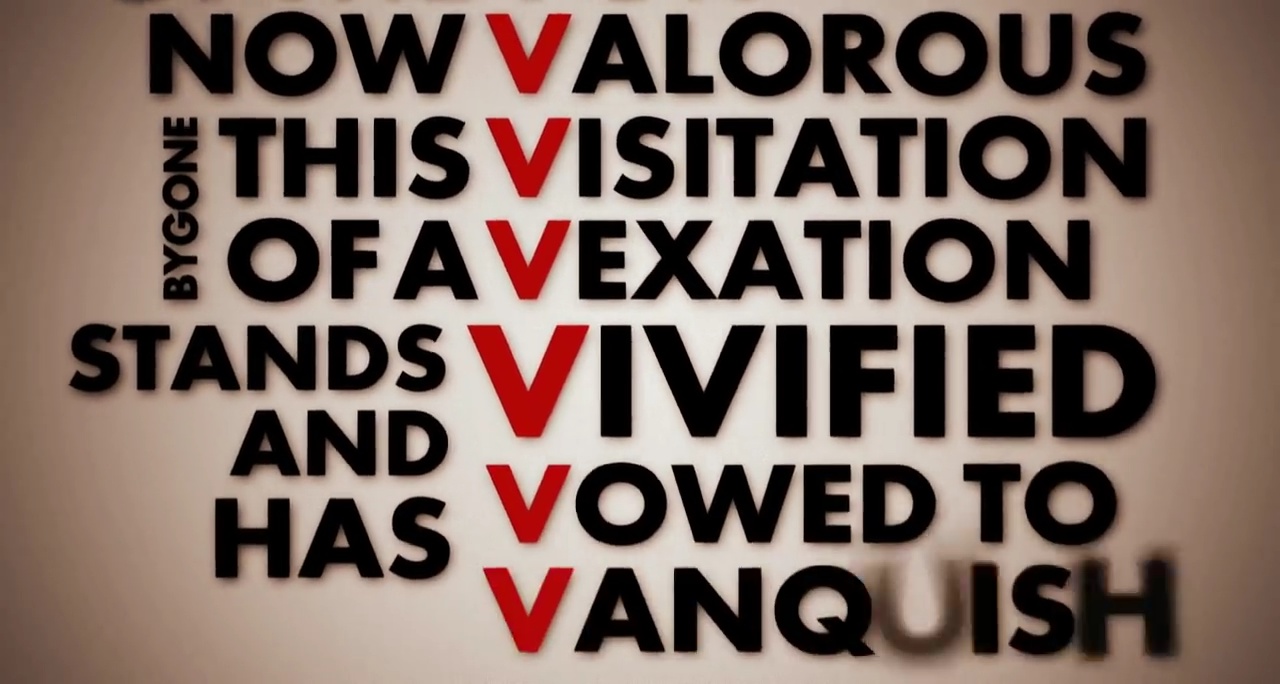 NOW VALOROUS
THIS VISITATION
BYGONE
OF A VEXATION
STANDS VIVIFIED
AND
HAS VOWED TO
VANQUISH